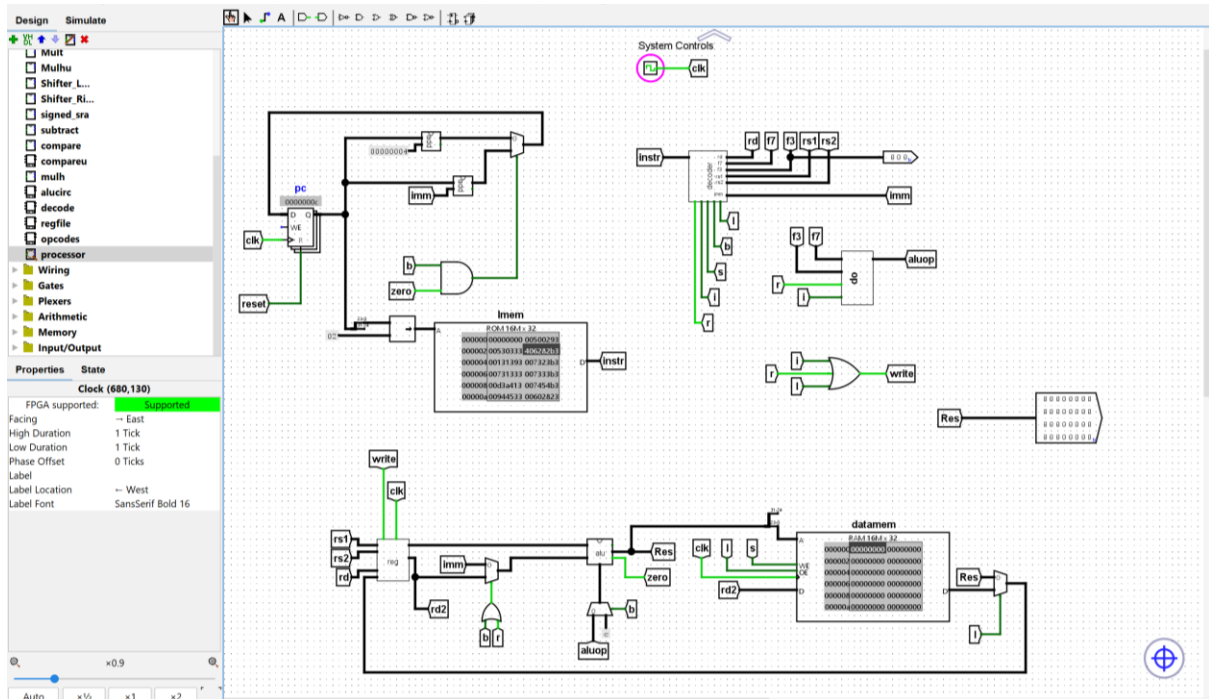 Design Simulate
VH
DL
A
Mult
Mulhu
Shifter_L...
Shifter_Ri...
signed_sra
subtract
compare
compareu
mulh
alucirc
decode
regfile
opcodes
processor
Wiring
Gates
Plexers
Arithmetic
Memory
Input/Output
Properties State
Clock (680,130)
FPGA supported: Supported
Facing → East
High Duration 1 Tick
Low Duration 1 Tick
Phase Offset 0 Ticks
Label
Label Location ← West
Label Font SansSerif Bold 16
×0.9
Auto ×½ ×1 ×2
System Controls
clk
00000004
imm
pc
D Q
WE
R
clk
reset
b
zero
Imem
ROM 16M x 32
A
D
000000 00000000 00500293
000002 00530333 406282b3
000004 00131393 007323b3
000006 00731333 007333b3
000008 00d3a413 007454b3
00000a 00944533 00602823
instr
instr
decoder
rd f7 f3 rs1 rs2
imm
l
b
s
i
r
f3 f7
r
i
do
aluop
i
r
l
write
Res
write
clk
rs1
rs2
rd
reg
imm
rd2
b r
alu
Res
zero
b
aluop
clk l s
rd2
datamem
RAM 16M x 32
A
WE
OE
D
D
000000 00000000 00000000
000002 00000000 00000000
000004 00000000 00000000
000006 00000000 00000000
000008 00000000 00000000
00000a 00000000 00000000
Res
l